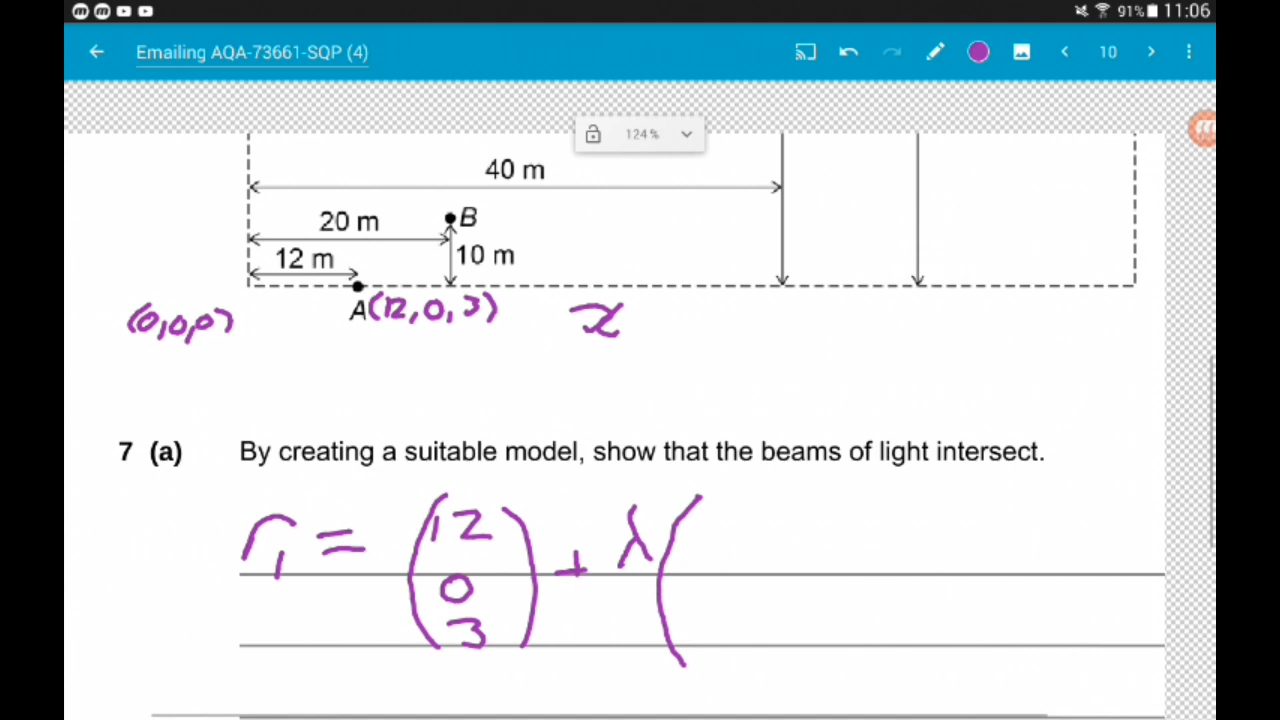 91% 11:06
Emailing AQA-73661-SQP (4) 10
124%
40 m
20 m B
12 m 10 m
A(12,0,3) x
(0,0,0)
7 (a) By creating a suitable model, show that the beams of light intersect.
r₁ = (12 + λ(
0
3)